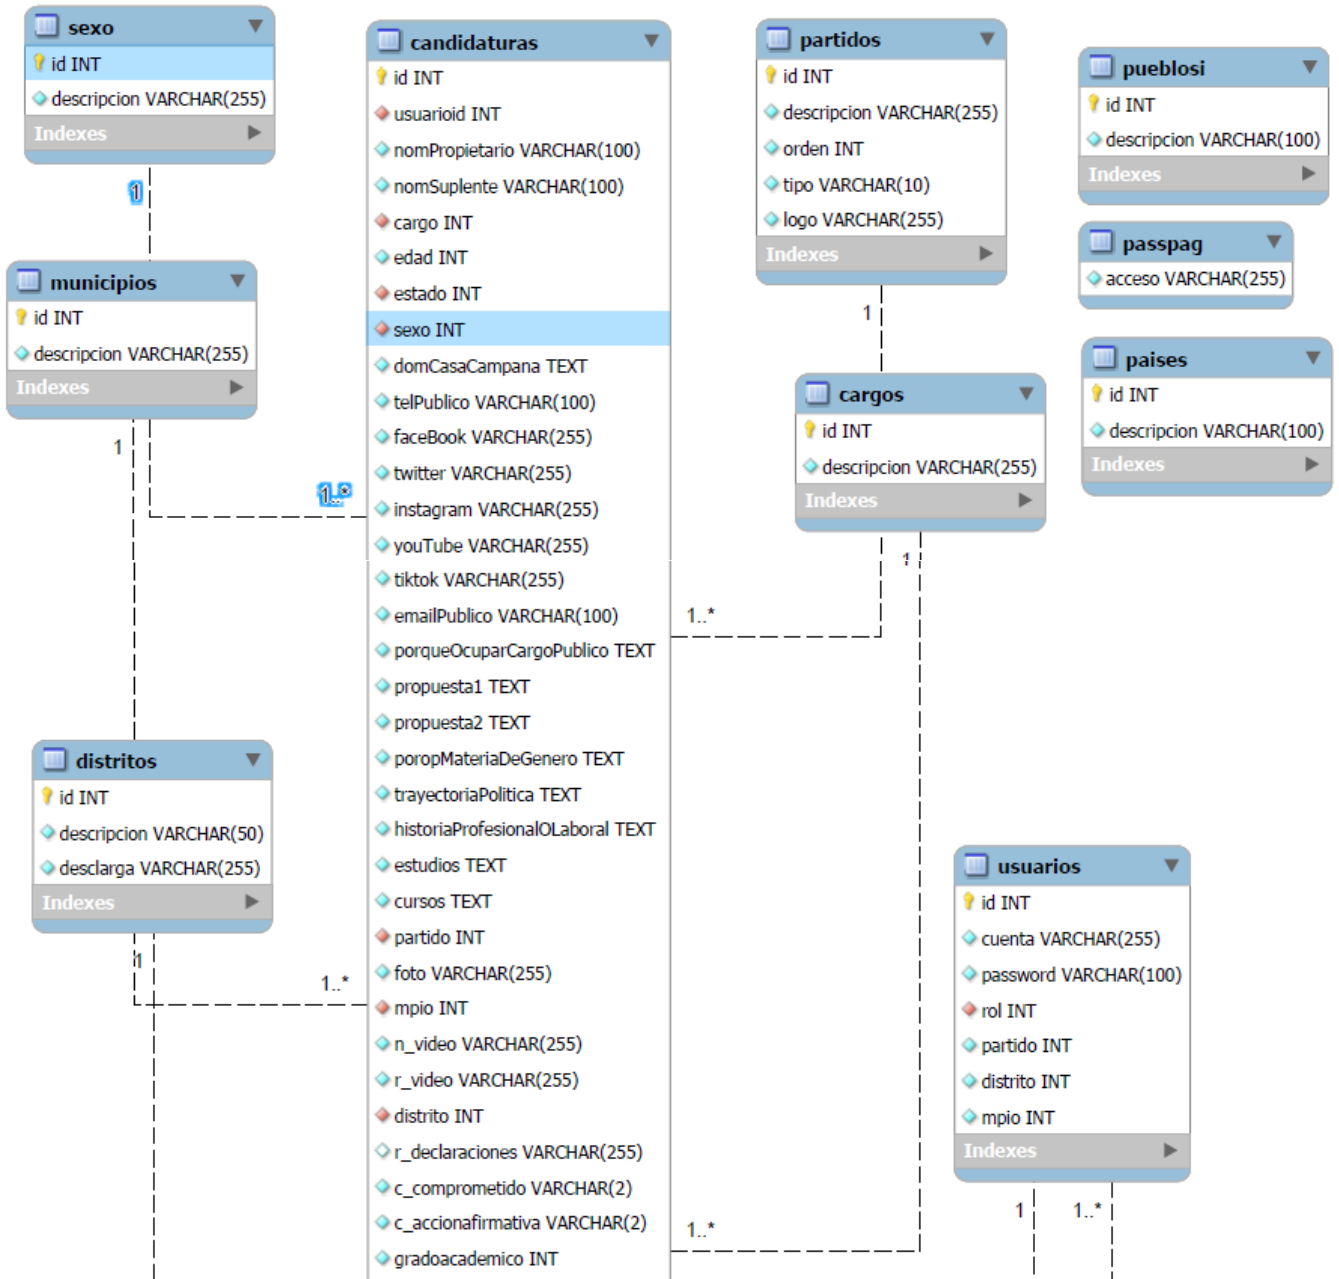 sexo
id INT
descripcion VARCHAR(255)
Indexes
1
municipios
id INT
descripcion VARCHAR(255)
Indexes
1
1..*
distritos
id INT
descripcion VARCHAR(50)
desclarga VARCHAR(255)
Indexes
1
1..*
candidaturas
id INT
usuarioid INT
nomPropietario VARCHAR(100)
nomSuplente VARCHAR(100)
cargo INT
edad INT
estado INT
sexo INT
domCasaCampana TEXT
telPublico VARCHAR(100)
faceBook VARCHAR(255)
twitter VARCHAR(255)
instagram VARCHAR(255)
youTube VARCHAR(255)
tiktok VARCHAR(255)
emailPublico VARCHAR(100)
porqueOcuparCargoPublico TEXT
propuesta1 TEXT
propuesta2 TEXT
poropMateriaDeGenero TEXT
trayectoriaPolitica TEXT
historiaProfesionalOLaboral TEXT
estudios TEXT
cursos TEXT
partido INT
foto VARCHAR(255)
mpio INT
n_video VARCHAR(255)
r_video VARCHAR(255)
distrito INT
r_declaraciones VARCHAR(255)
c_comprometido VARCHAR(2)
c_accionafirmativa VARCHAR(2)
gradoacademico INT
partidos
id INT
descripcion VARCHAR(255)
orden INT
tipo VARCHAR(10)
logo VARCHAR(255)
Indexes
1
cargos
id INT
descripcion VARCHAR(255)
Indexes
1
1..*
1..*
pueblosi
id INT
descripcion VARCHAR(100)
Indexes
passpag
acceso VARCHAR(255)
paises
id INT
descripcion VARCHAR(100)
Indexes
usuarios
id INT
cuenta VARCHAR(255)
password VARCHAR(100)
rol INT
partido INT
distrito INT
mpio INT
Indexes
1
1..*